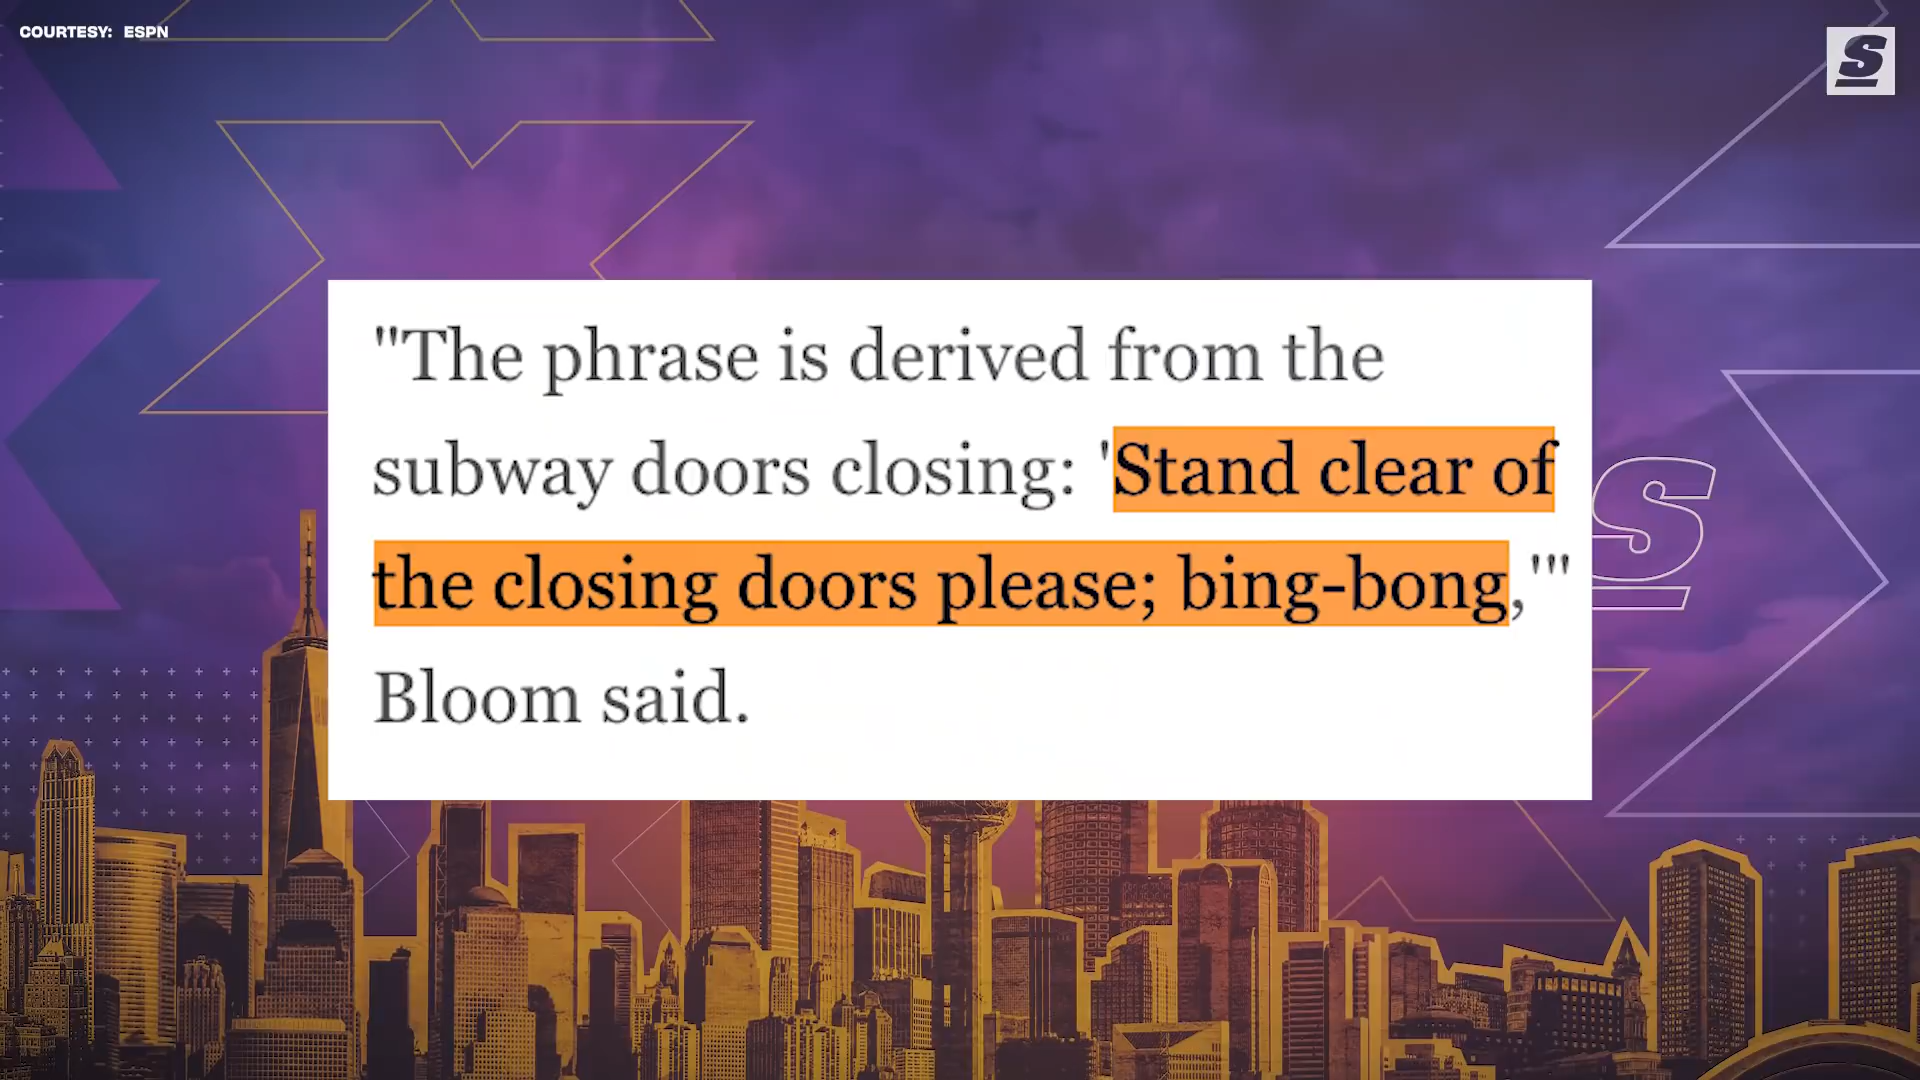 COURTESY: ESPN
S
"The phrase is derived from the
subway doors closing: 'Stand clear of
the closing doors please; bing-bong,'"
Bloom said.
S